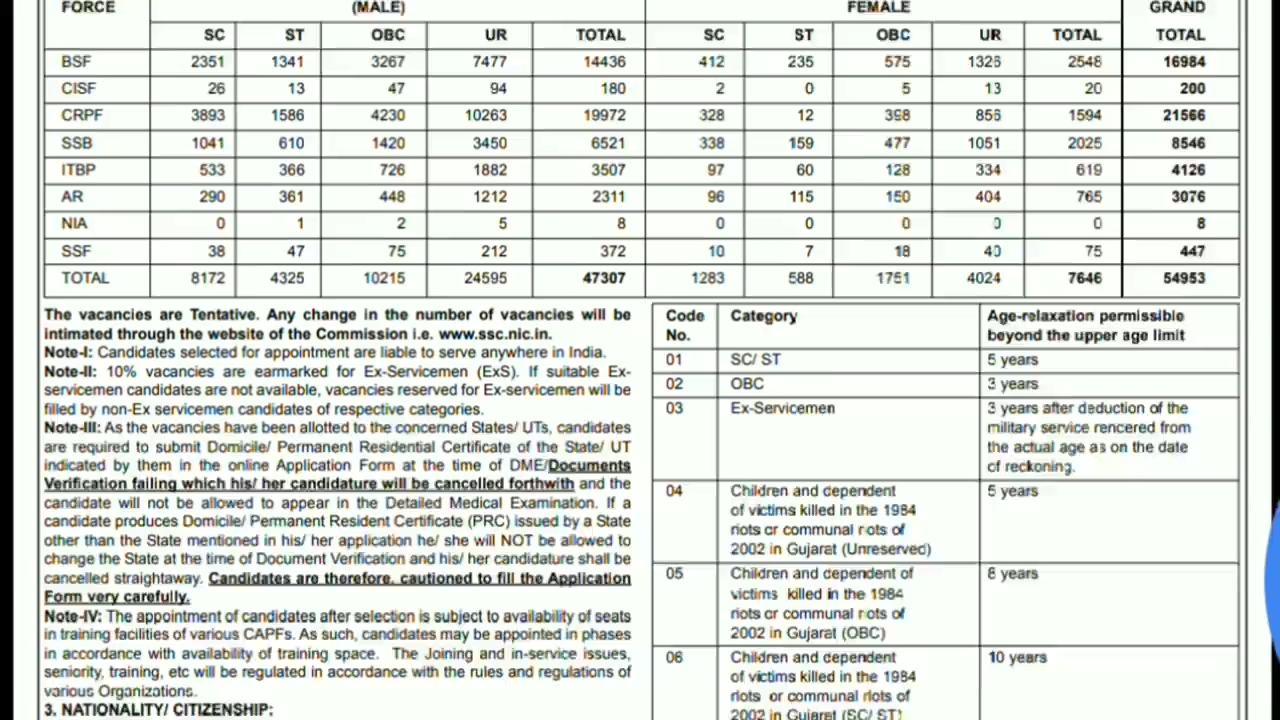 FORCE (MALE) FEMALE GRAND
SC ST OBC UR TOTAL SC ST OBC UR TOTAL TOTAL
BSF 2351 1341 3267 7477 14436 412 235 575 1326 2548 16984
CISF 26 13 47 94 180 2 0 5 13 20 200
CRPF 3893 1586 4230 10263 19972 328 12 398 856 1594 21566
SSB 1041 610 1420 3450 6521 338 159 477 1051 2025 8546
ITBP 533 366 726 1882 3507 97 60 128 334 619 4126
AR 290 361 448 1212 2311 96 115 150 404 765 3076
NIA 0 1 2 5 8 0 0 0 0 0 8
SSF 38 47 75 212 372 10 7 18 40 75 447
TOTAL 8172 4325 10215 24595 47307 1283 588 1751 4024 7646 54953
The vacancies are Tentative. Any change in the number of vacancies will be
intimated through the website of the Commission i.e. www.ssc.nic.in.
Note-I: Candidates selected for appointment are liable to serve anywhere in India.
Note-II: 10% vacancies are earmarked for Ex-Servicemen (ExS). If suitable Ex-
servicemen candidates are not available, vacancies reserved for Ex-servicemen will be
filled by non-Ex servicemen candidates of respective categories.
Note-III: As the vacancies have been allotted to the concerned States/ UTs, candidates
are required to submit Domicile/ Permanent Residential Certificate of the State/ UT
indicated by them in the online Application Form at the time of DME/Documents
Verification failing which his/ her candidature will be cancelled forthwith and the
candidate will not be allowed to appear in the Detailed Medical Examination. If a
candidate produces Domicile/ Permanent Resident Certificate (PRC) issued by a State
other than the State mentioned in his/ her application he/ she will NOT be allowed to
change the State at the time of Document Verification and his/ her candidature shall be
cancelled straightaway. Candidates are therefore, cautioned to fill the Application
Form very carefully.
Note-IV: The appointment of candidates after selection is subject to availability of seats
in training facilities of various CAPFs. As such, candidates may be appointed in phases
in accordance with availability of training space. The Joining and in-service issues,
seniority, training, etc will be regulated in accordance with the rules and regulations of
various Organizations.
3. NATIONALITY/ CITIZENSHIP:
Code Category Age-relaxation permissible
No. beyond the upper age limit
01 SC/ ST 5 years
02 OBC 3 years
03 Ex-Servicemen 3 years after deduction of the
military service rendered from
the actual age as on the date
of reckoning.
04 Children and dependent 5 years
of victims killed in the 1984
riots or communal riots of
2002 in Gujarat (Unreserved)
05 Children and dependent of 8 years
victims killed in the 1984
riots or communal riots of
2002 in Gujarat (OBC)
06 Children and dependent 10 years
of victims killed in the 1984
riots or communal riots of
2002 in Gujarat (SC/ ST)